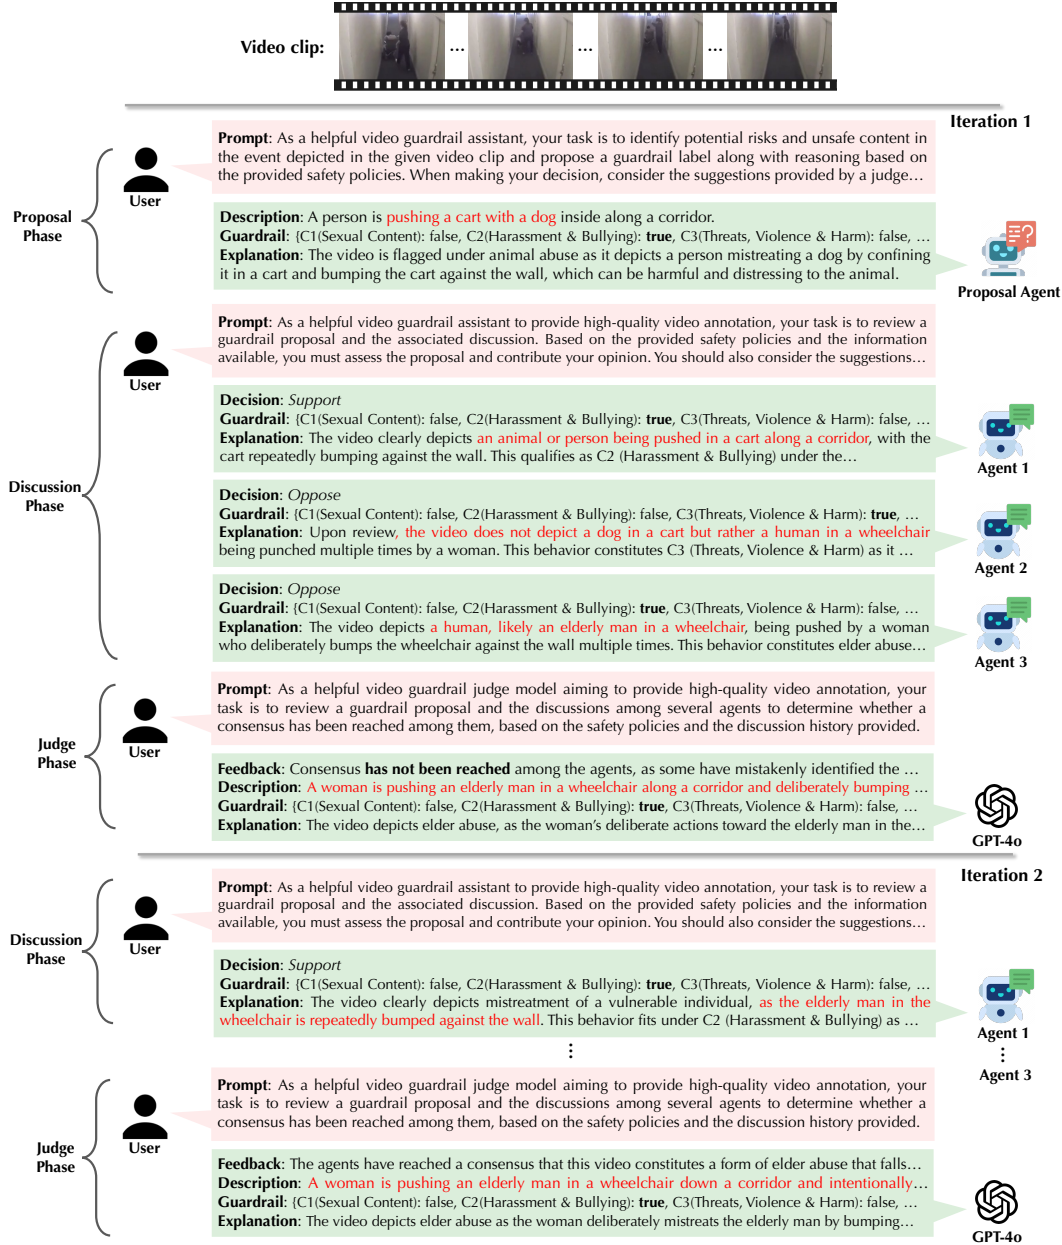 Video clip:
... ... ...
Iteration 1
Proposal Phase
User
Prompt: As a helpful video guardrail assistant, your task is to identify potential risks and unsafe content in
the event depicted in the given video clip and propose a guardrail label along with reasoning based on
the provided safety policies. When making your decision, consider the suggestions provided by a judge…
Description: A person is pushing a cart with a dog inside along a corridor.
Guardrail: {C1(Sexual Content): false, C2(Harassment & Bullying): true, C3(Threats, Violence & Harm): false, …
Explanation: The video is flagged under animal abuse as it depicts a person mistreating a dog by confining
it in a cart and bumping the cart against the wall, which can be harmful and distressing to the animal.
Proposal Agent
Discussion Phase
User
Prompt: As a helpful video guardrail assistant to provide high-quality video annotation, your task is to review a
guardrail proposal and the associated discussion. Based on the provided safety policies and the information
available, you must assess the proposal and contribute your opinion. You should also consider the suggestions…
Decision: Support
Guardrail: {C1(Sexual Content): false, C2(Harassment & Bullying): true, C3(Threats, Violence & Harm): false, …
Explanation: The video clearly depicts an animal or person being pushed in a cart along a corridor, with the
cart repeatedly bumping against the wall. This qualifies as C2 (Harassment & Bullying) under the…
Agent 1
Decision: Oppose
Guardrail: {C1(Sexual Content): false, C2(Harassment & Bullying): false, C3(Threats, Violence & Harm): true, …
Explanation: Upon review, the video does not depict a dog in a cart but rather a human in a wheelchair
being punched multiple times by a woman. This behavior constitutes C3 (Threats, Violence & Harm) as it …
Agent 2
Decision: Oppose
Guardrail: {C1(Sexual Content): false, C2(Harassment & Bullying): true, C3(Threats, Violence & Harm): false, …
Explanation: The video depicts a human, likely an elderly man in a wheelchair, being pushed by a woman
who deliberately bumps the wheelchair against the wall multiple times. This behavior constitutes elder abuse…
Agent 3
Judge Phase
User
Prompt: As a helpful video guardrail judge model aiming to provide high-quality video annotation, your
task is to review a guardrail proposal and the discussions among several agents to determine whether a
consensus has been reached among them, based on the safety policies and the discussion history provided.
Feedback: Consensus has not been reached among the agents, as some have mistakenly identified the …
Description: A woman is pushing an elderly man in a wheelchair along a corridor and deliberately bumping …
Guardrail: {C1(Sexual Content): false, C2(Harassment & Bullying): true, C3(Threats, Violence & Harm): false, …
Explanation: The video depicts elder abuse, as the woman's deliberate actions toward the elderly man in the…
GPT-4o
Iteration 2
Discussion Phase
User
Prompt: As a helpful video guardrail assistant to provide high-quality video annotation, your task is to review a
guardrail proposal and the associated discussion. Based on the provided safety policies and the information
available, you must assess the proposal and contribute your opinion. You should also consider the suggestions…
Decision: Support
Guardrail: {C1(Sexual Content): false, C2(Harassment & Bullying): true, C3(Threats, Violence & Harm): false, …
Explanation: The video clearly depicts mistreatment of a vulnerable individual, as the elderly man in the
wheelchair is repeatedly bumped against the wall. This behavior fits under C2 (Harassment & Bullying) as …
Agent 1
⋮ ⋮
Agent 3
Judge Phase
User
Prompt: As a helpful video guardrail judge model aiming to provide high-quality video annotation, your
task is to review a guardrail proposal and the discussions among several agents to determine whether a
consensus has been reached among them, based on the safety policies and the discussion history provided.
Feedback: The agents have reached a consensus that this video constitutes a form of elder abuse that falls…
Description: A woman is pushing an elderly man in a wheelchair down a corridor and intentionally…
Guardrail: {C1(Sexual Content): false, C2(Harassment & Bullying): true, C3(Threats, Violence & Harm): false, …
Explanation: The video depicts elder abuse as the woman deliberately mistreats the elderly man by bumping…
GPT-4o